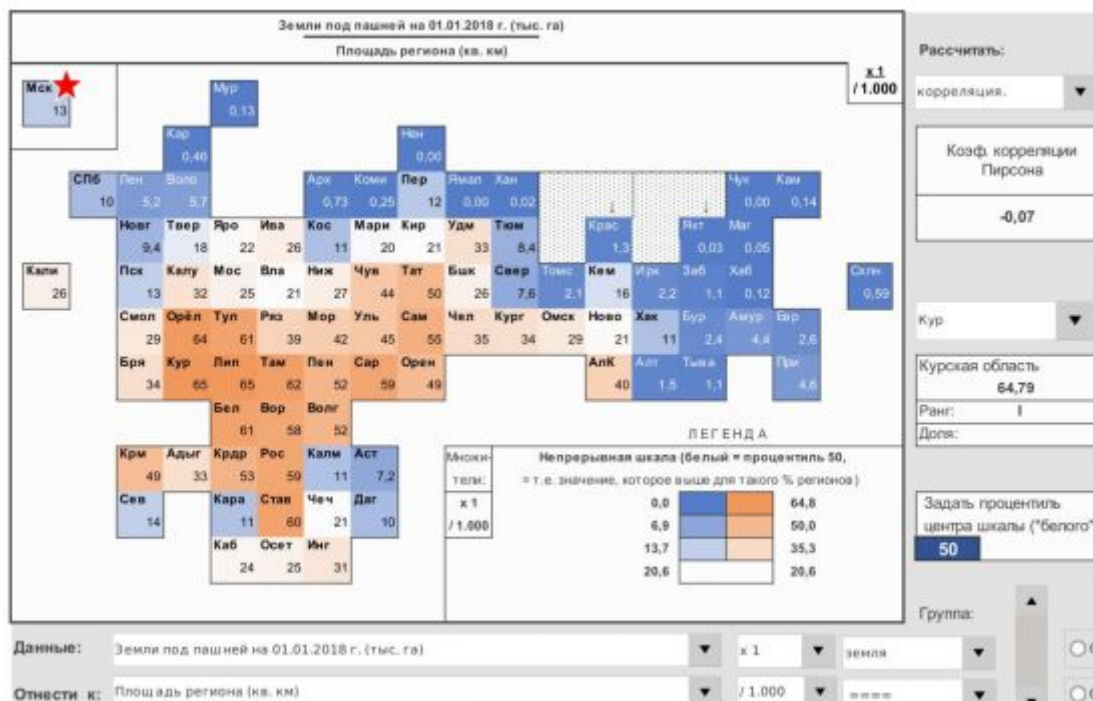 Земли под пашней на 01.01.2018 г. (тыс. га)
Площадь региона (кв. км)
x 1
/ 1.000
Рассчитать:
корреляция.
Коэф. корреляции
Пирсона
-0,07
Мск
13
Мур
0,13
Кар
0,46
Нен
0,00
СПб Лен Воло Арх Коми Пер Ямал Хан Чук Кам
10 5,2 5,7 0,73 0,25 12 0,00 0,02 0,00 0,14
Новг Твер Яро Ива Кос Мари Кир Удм Тюм ↓ Крас ↓ Якт Маг
9,4 18 22 26 11 20 21 33 8,4 1,3 0,03 0,05
Кали Пск Калу Мос Вла Ниж Чув Тат Бшк Свер Томс Кем Ирк Заб Хаб Схлн
26 13 32 25 21 27 44 50 26 7,6 2,1 16 2,2 1,1 0,12 0,59
Смол Орёл Тул Ряз Мор Уль Сам Чел Кург Омск Ново Хак Бур Амур Евр
29 64 61 39 42 45 55 35 34 29 21 11 2,4 4,4 2,6
Бря Кур Лип Там Пен Сар Орен АлК Алт Тыва При
34 65 65 62 52 59 49 40 1,5 1,1 4,6
Бел Вор Волг
61 58 52
Крм Адыг Крдр Рос Калм Аст
49 33 53 59 11 7,2
Сев Кара Став Чеч Даг
14 11 60 21 10
Каб Осет Инг
24 25 31
ЛЕГЕНДА
Множи-
тели:
x 1
/ 1.000
Непрерывная шкала (белый = процентиль 50,
= т.е. значение, которое выше для такого % регионов)
0,0 64,8
6,9 50,0
13,7 35,3
20,6 20,6
Кур
Курская область
64,79
Ранг: I
Доля:
Задать процентиль
центра шкалы ("белого"
50
Группа:
Данные: Земли под пашней на 01.01.2018 г. (тыс. га) x 1 земля
Отнести к: Площадь региона (кв. км) / 1.000 ====